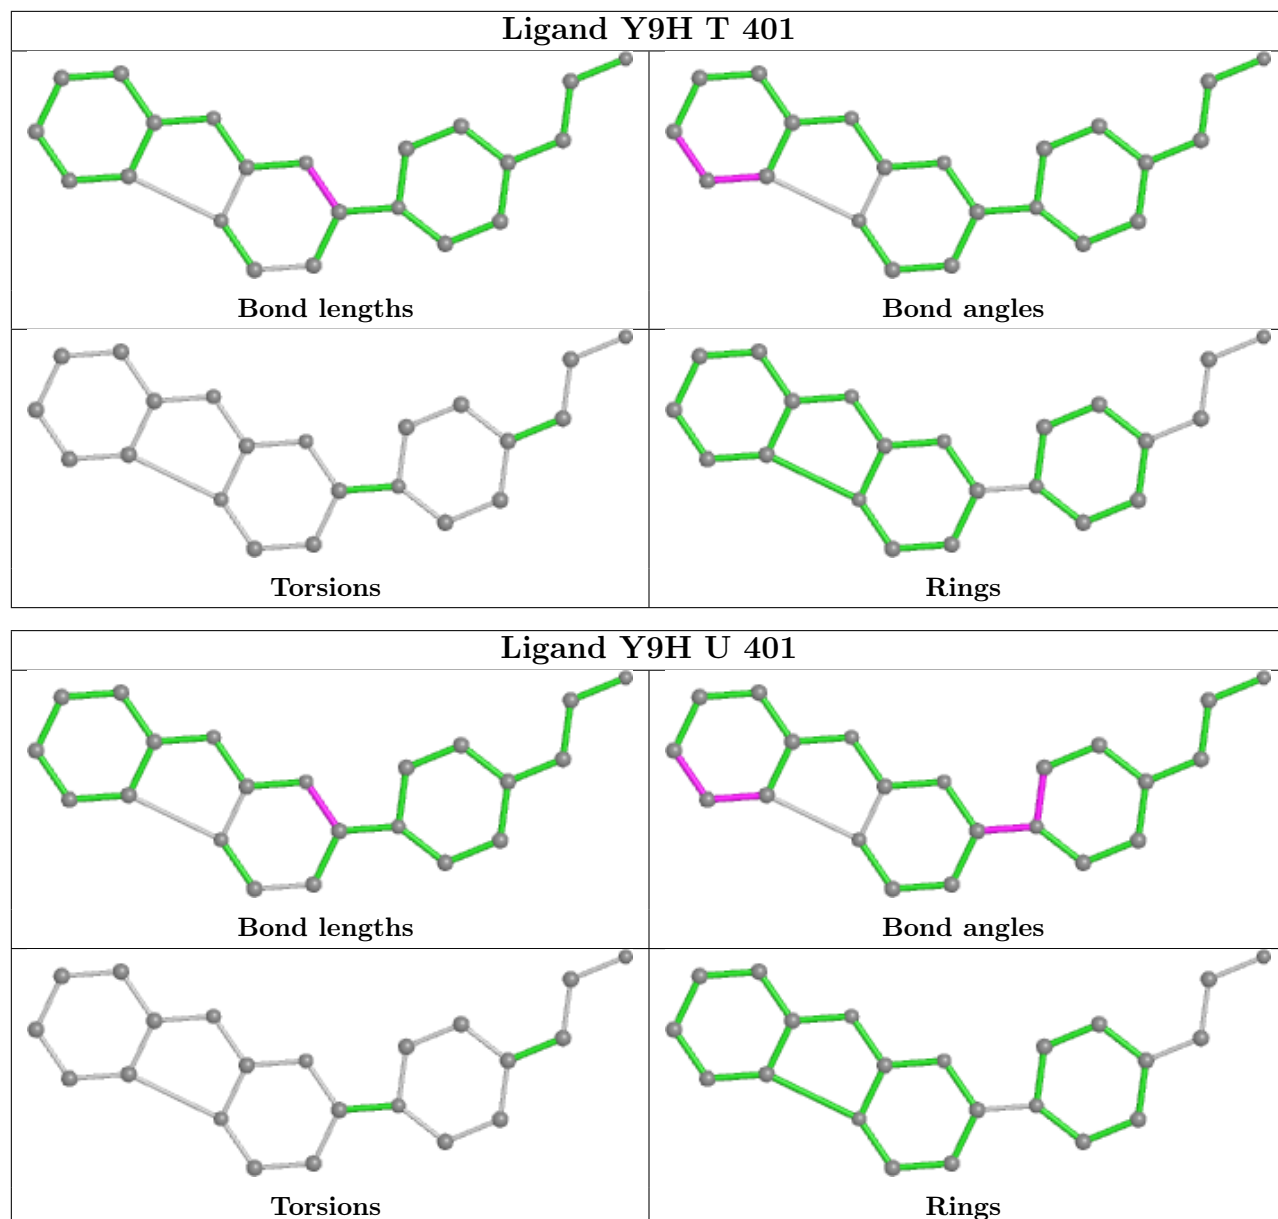 Ligand Y9H T 401
Bond lengths
Bond angles
Torsions
Rings
Ligand Y9H U 401
Bond lengths
Bond angles
Torsions
Rings